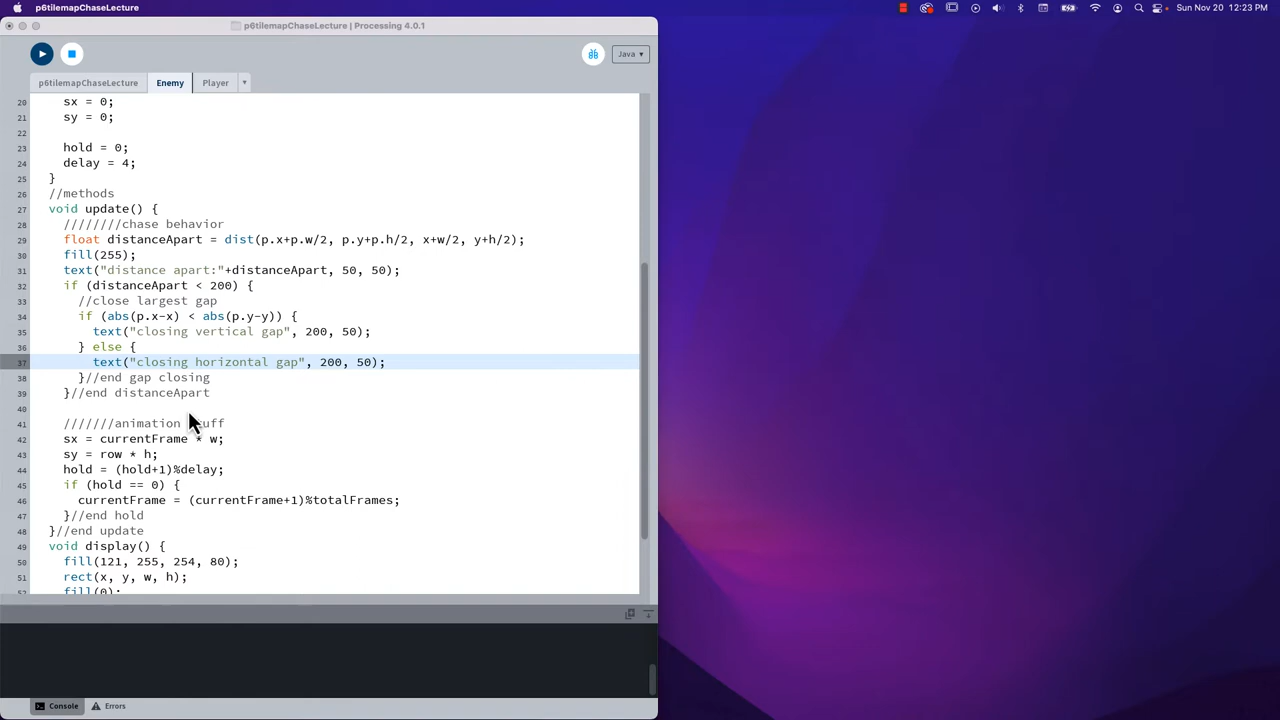 p6tilemapChaseLecture
Sun Nov 20 12:23 PM
p6tilemapChaseLecture | Processing 4.0.1
Java ▾
p6tilemapChaseLecture Enemy Player ▾
20 sx = 0;
21 sy = 0;
22
23 hold = 0;
24 delay = 4;
25 }
26 //methods
27 void update() {
28 ////////chase behavior
29 float distanceApart = dist(p.x+p.w/2, p.y+p.h/2, x+w/2, y+h/2);
30 fill(255);
31 text("distance apart:"+distanceApart, 50, 50);
32 if (distanceApart < 200) {
33 //close largest gap
34 if (abs(p.x-x) < abs(p.y-y)) {
35 text("closing vertical gap", 200, 50);
36 } else {
37 text("closing horizontal gap", 200, 50);
38 }//end gap closing
39 }//end distanceApart
40
41 ///////animation uff
42 sx = currentFrame * w;
43 sy = row * h;
44 hold = (hold+1)%delay;
45 if (hold == 0) {
46 currentFrame = (currentFrame+1)%totalFrames;
47 }//end hold
48 }//end update
49 void display() {
50 fill(121, 255, 254, 80);
51 rect(x, y, w, h);
52 fill(0);
Console Errors